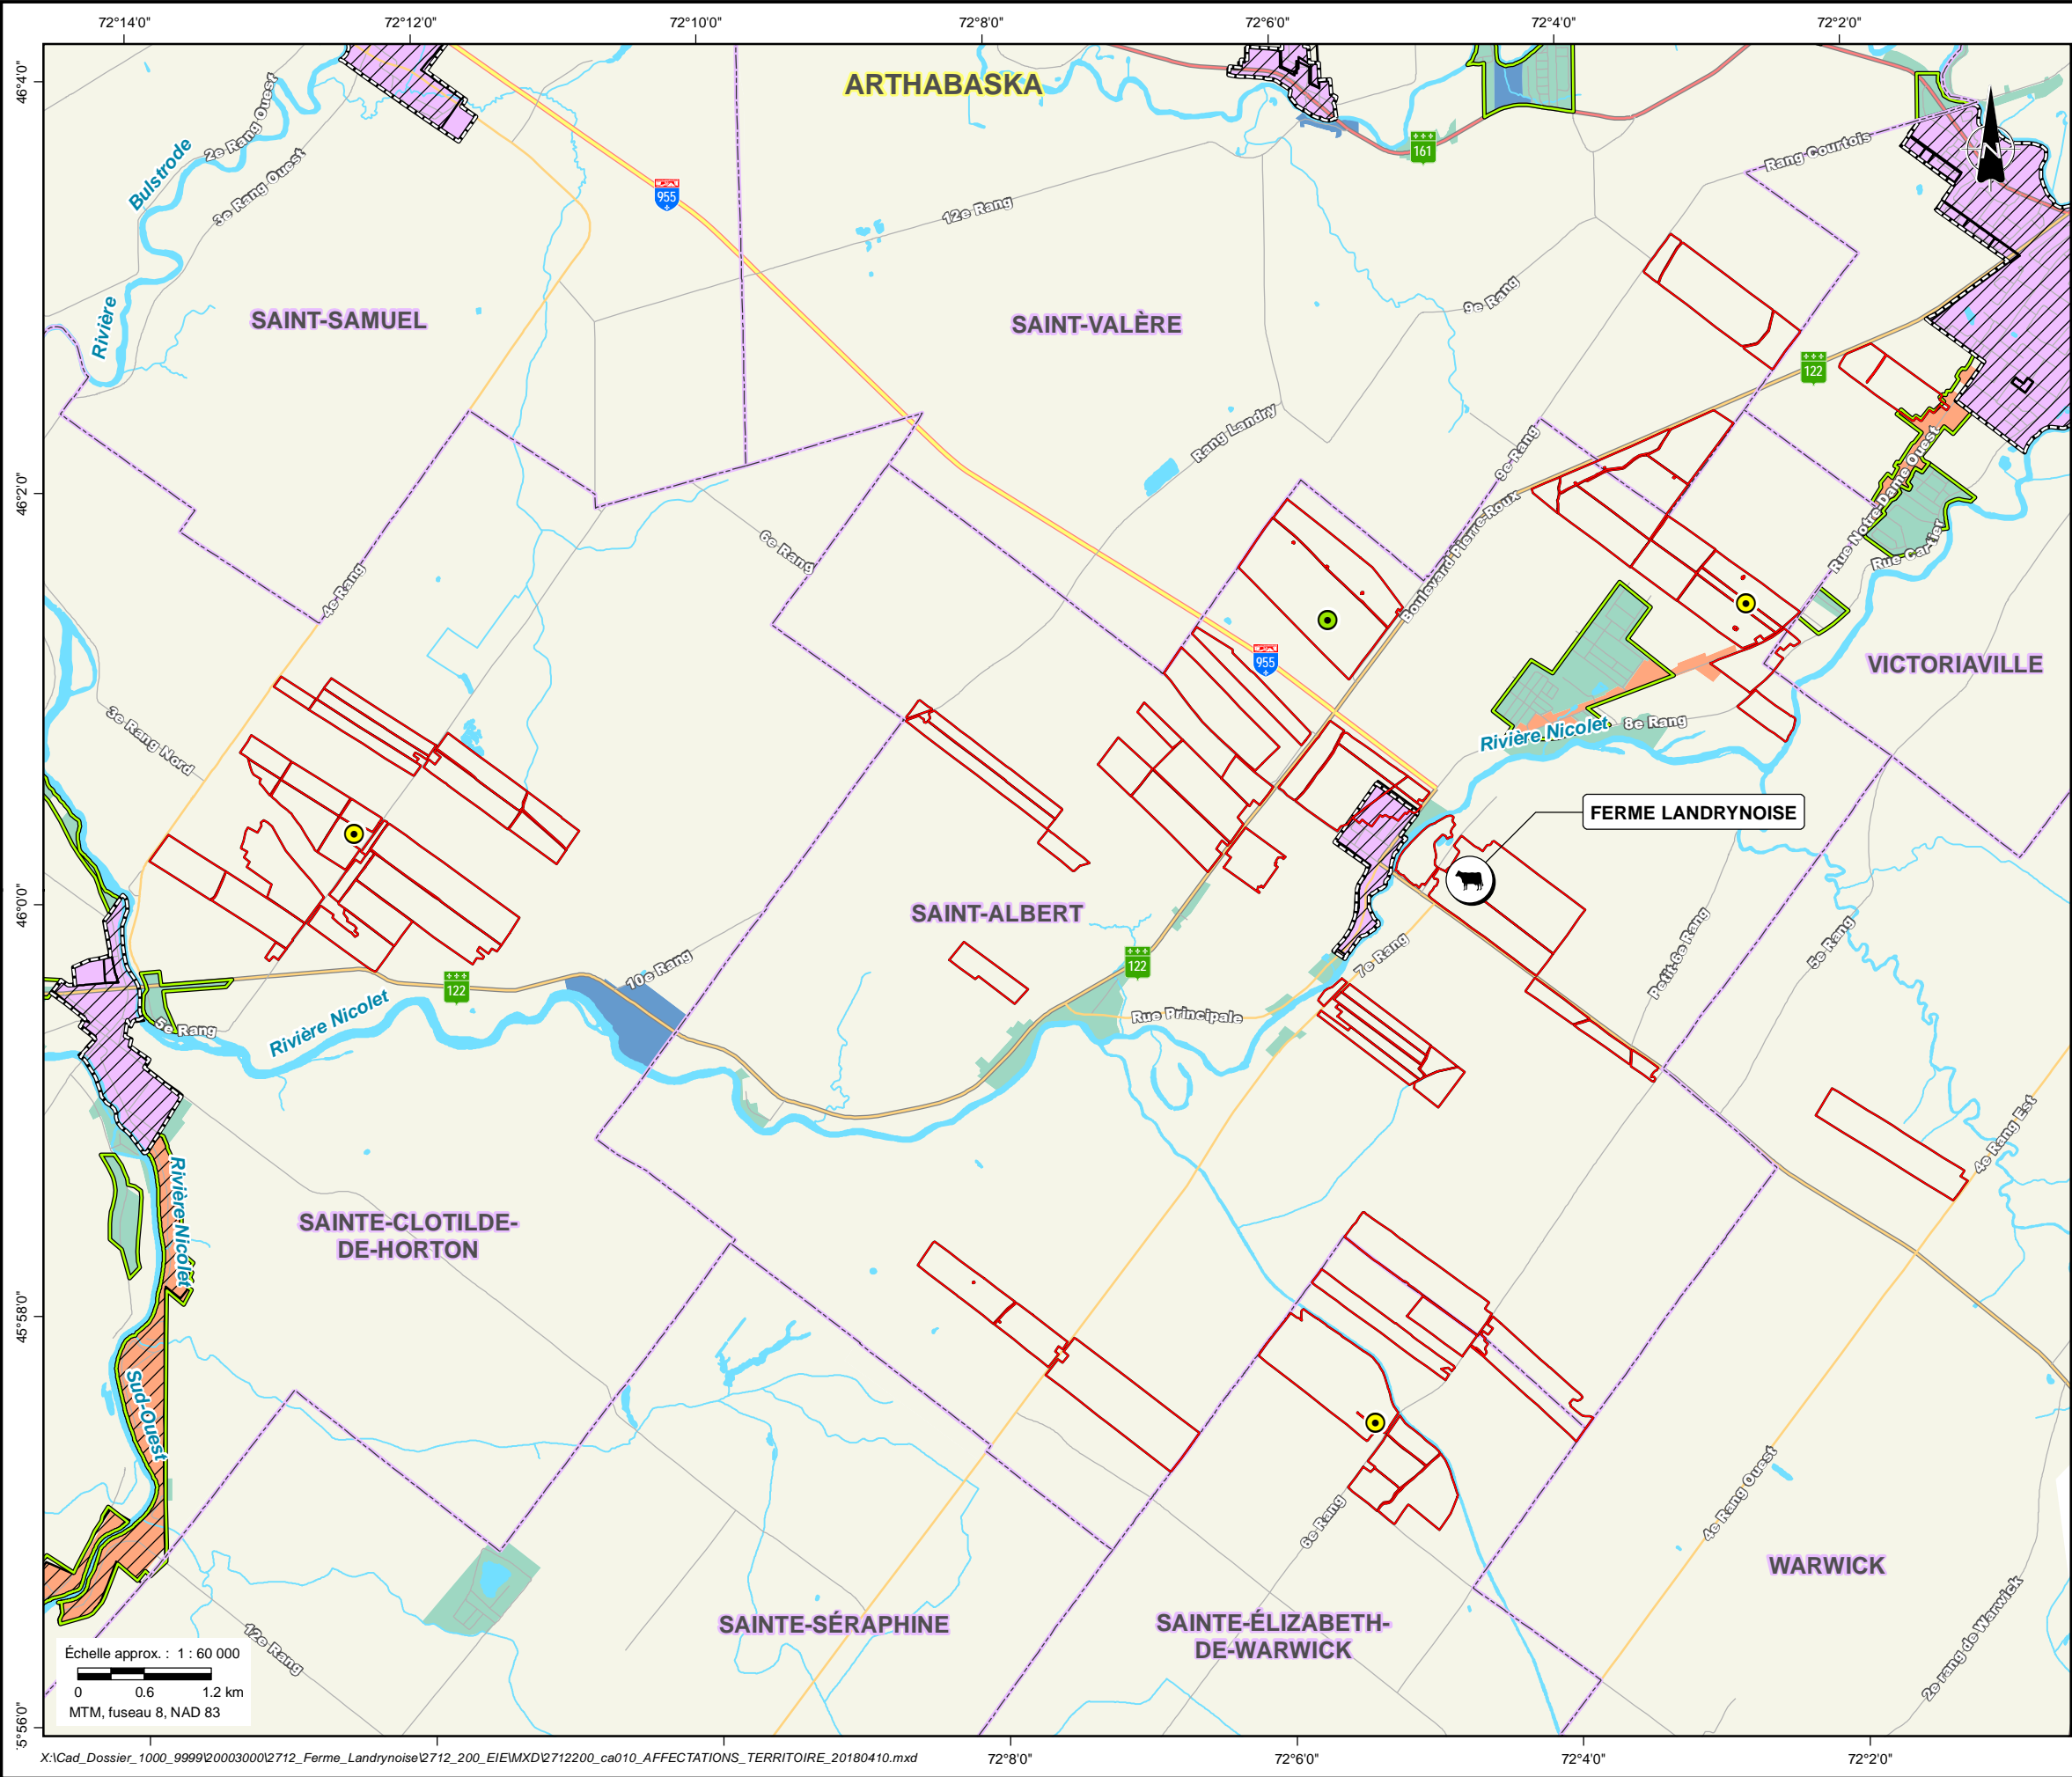 72°14'0"
72°12'0"
72°10'0"
72°8'0"
72°6'0"
72°4'0"
72°2'0"
46°4'0"
ARTHABASKA
161
Rang Courtois
2e Rang Ouest
Bulstrode
3e Rang Ouest
955
12e Rang
N
Rivière
SAINT-SAMUEL
SAINT-VALÈRE
9e Rang
122
46°2'0"
Rang Landry
9e Rang
Boulevard Pierre-Roux
Rue Notre-Dame Ouest
Rue Cartier
6e Rang
4e Rang
955
VICTORIAVILLE
3e Rang Nord
Rivière Nicolet
8e Rang
FERME LANDRYNOISE
46°0'0"
SAINT-ALBERT
Petit 6e Rang
5e Rang
7e Rang
10e Rang
122
122
Rue Principale
5e Rang
Rivière Nicolet
4e Rang Est
Rivière Nicolet
Sud-Ouest
SAINTE-CLOTILDE-
DE-HORTON
45°58'0"
4e Rang Ouest
6e Rang
WARWICK
2e rang de Warwick
SAINTE-SÉRAPHINE
SAINTE-ÉLIZABETH-
DE-WARWICK
12e Rang
Échelle approx. : 1 : 60 000
0 0.6 1.2 km
MTM, fuseau 8, NAD 83
X:\Cad_Dossier_1000_9999\20003000\2712_Ferme_Landrynoise\2712_200_EIE\MXD\2712200_ca010_AFFECTATIONS_TERRITOIRE_20180410.mxd
72°8'0"
72°6'0"
72°4'0"
72°2'0"